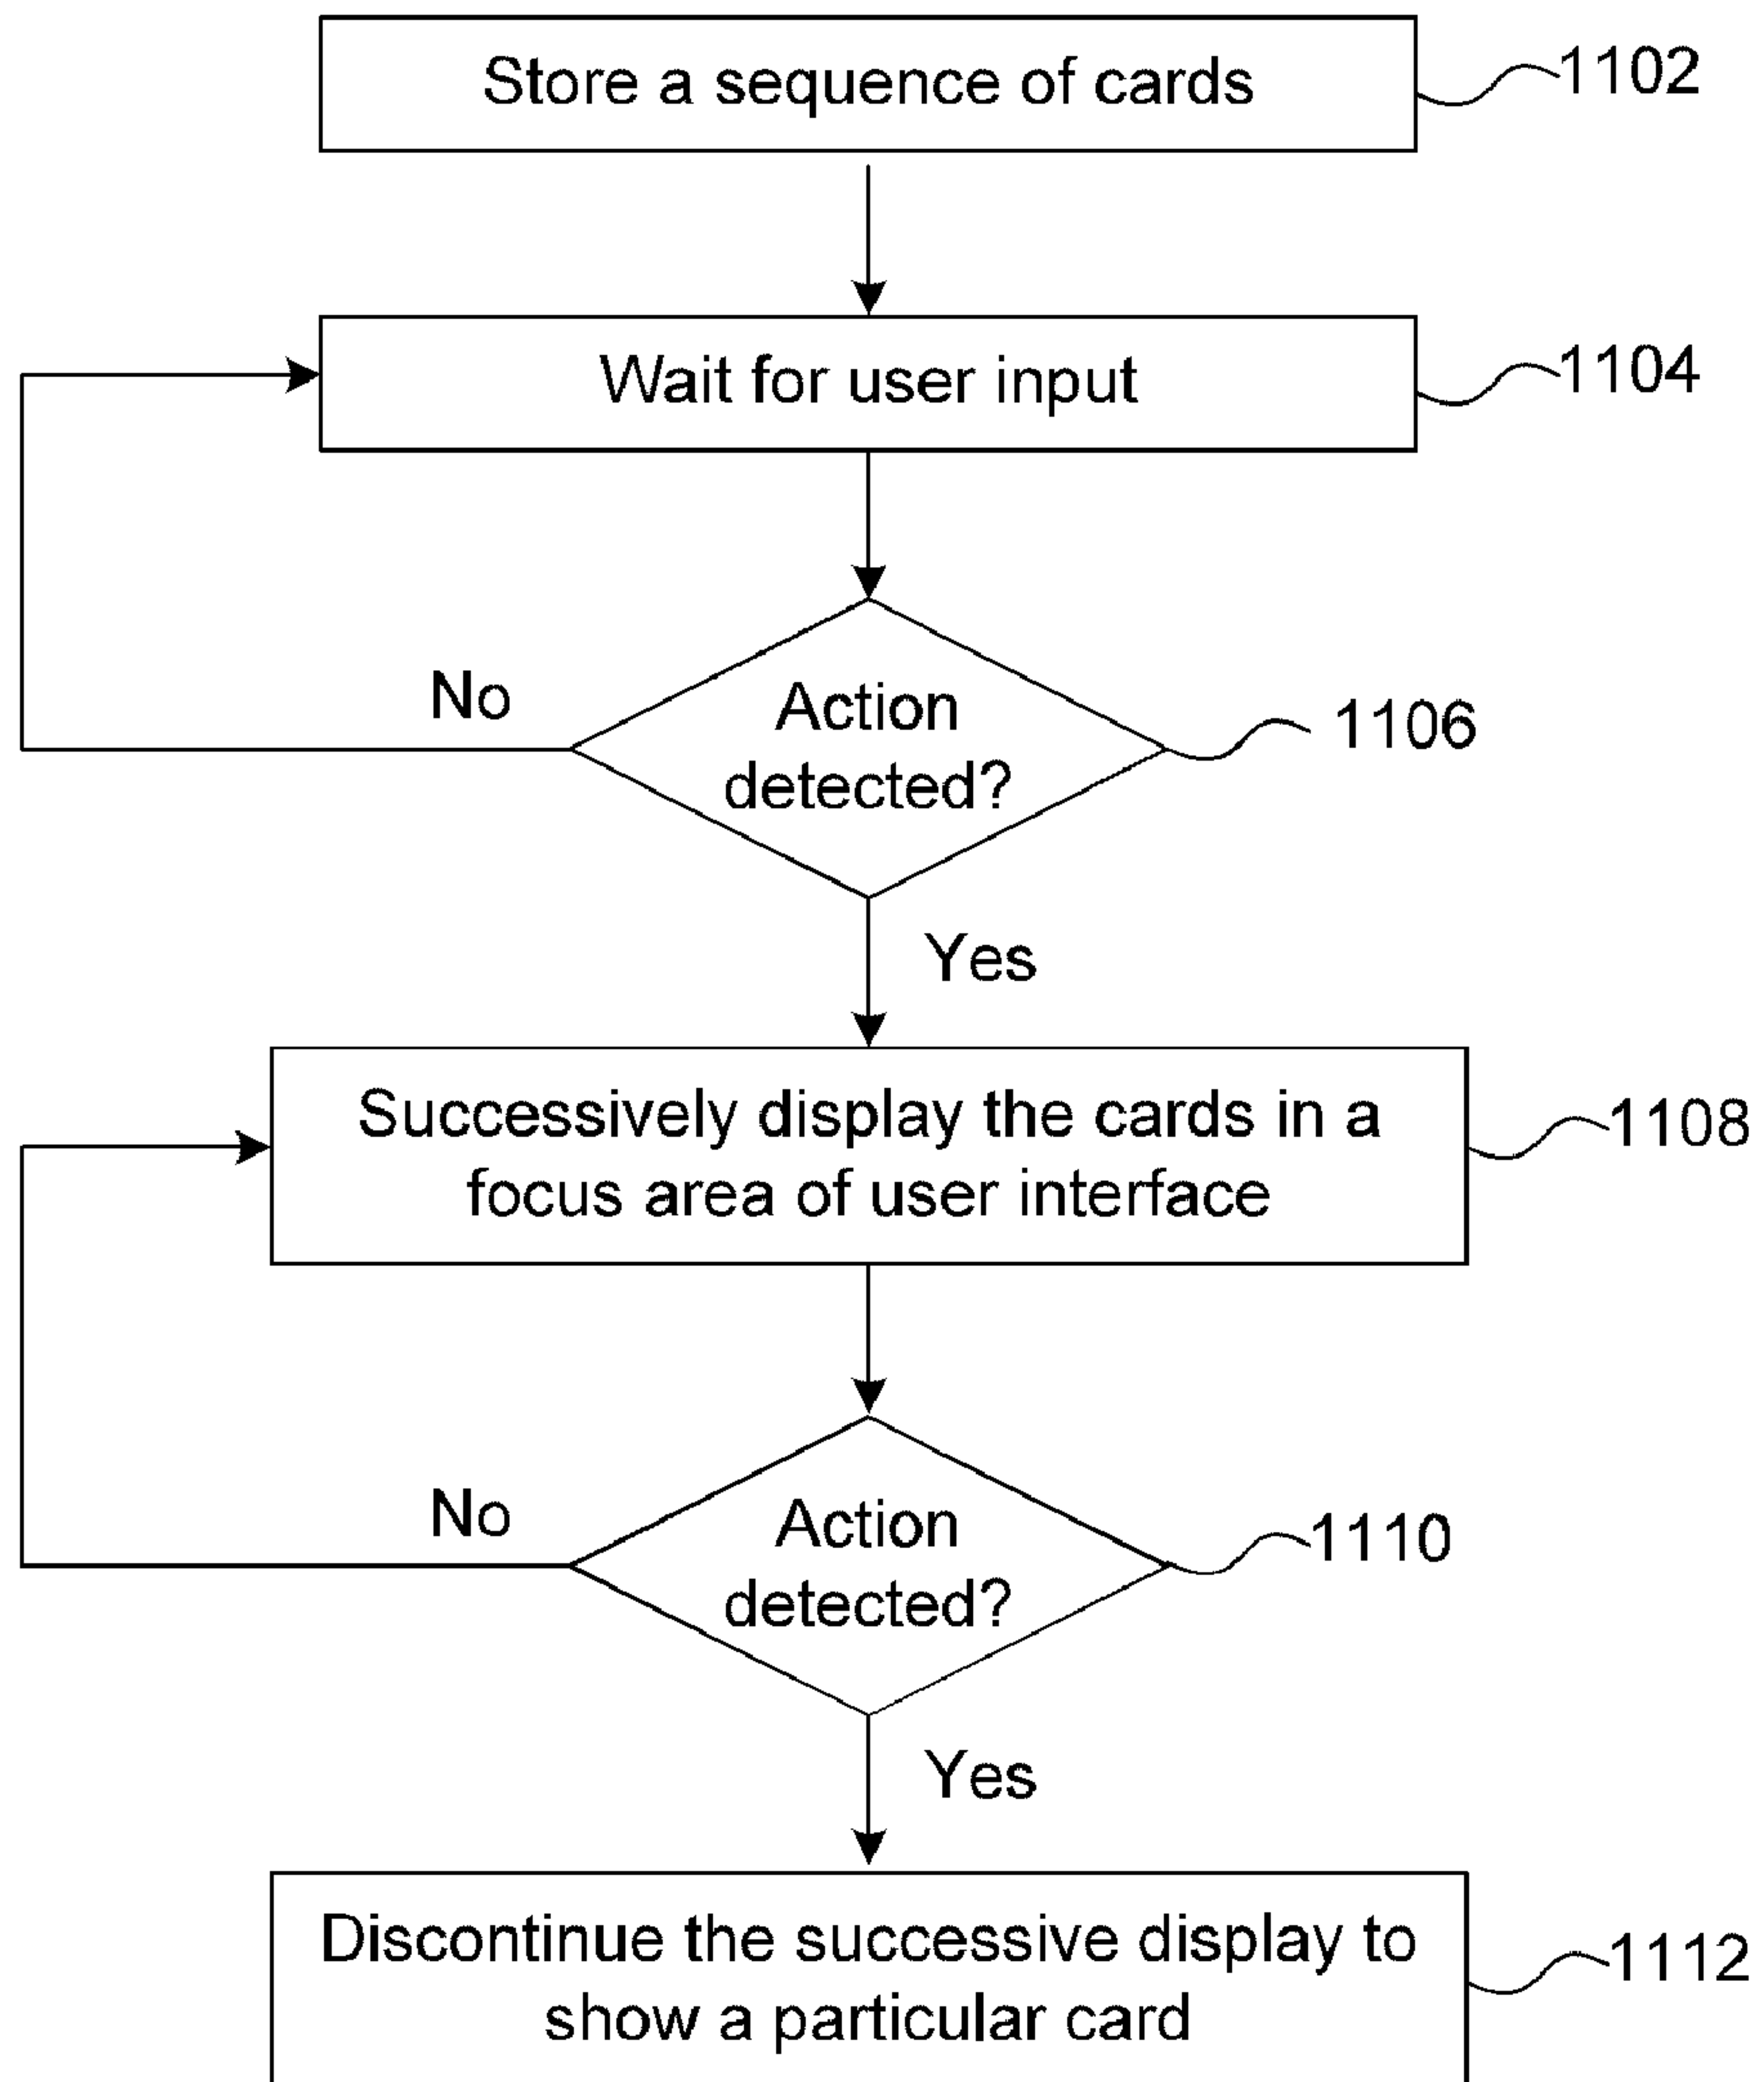 Store a sequence of cards
1102
Wait for user input
1104
No
Action
detected?
1106
Yes
Successively display the cards in a
focus area of user interface
1108
No
Action
detected?
1110
Yes
Discontinue the successive display to
show a particular card
1112